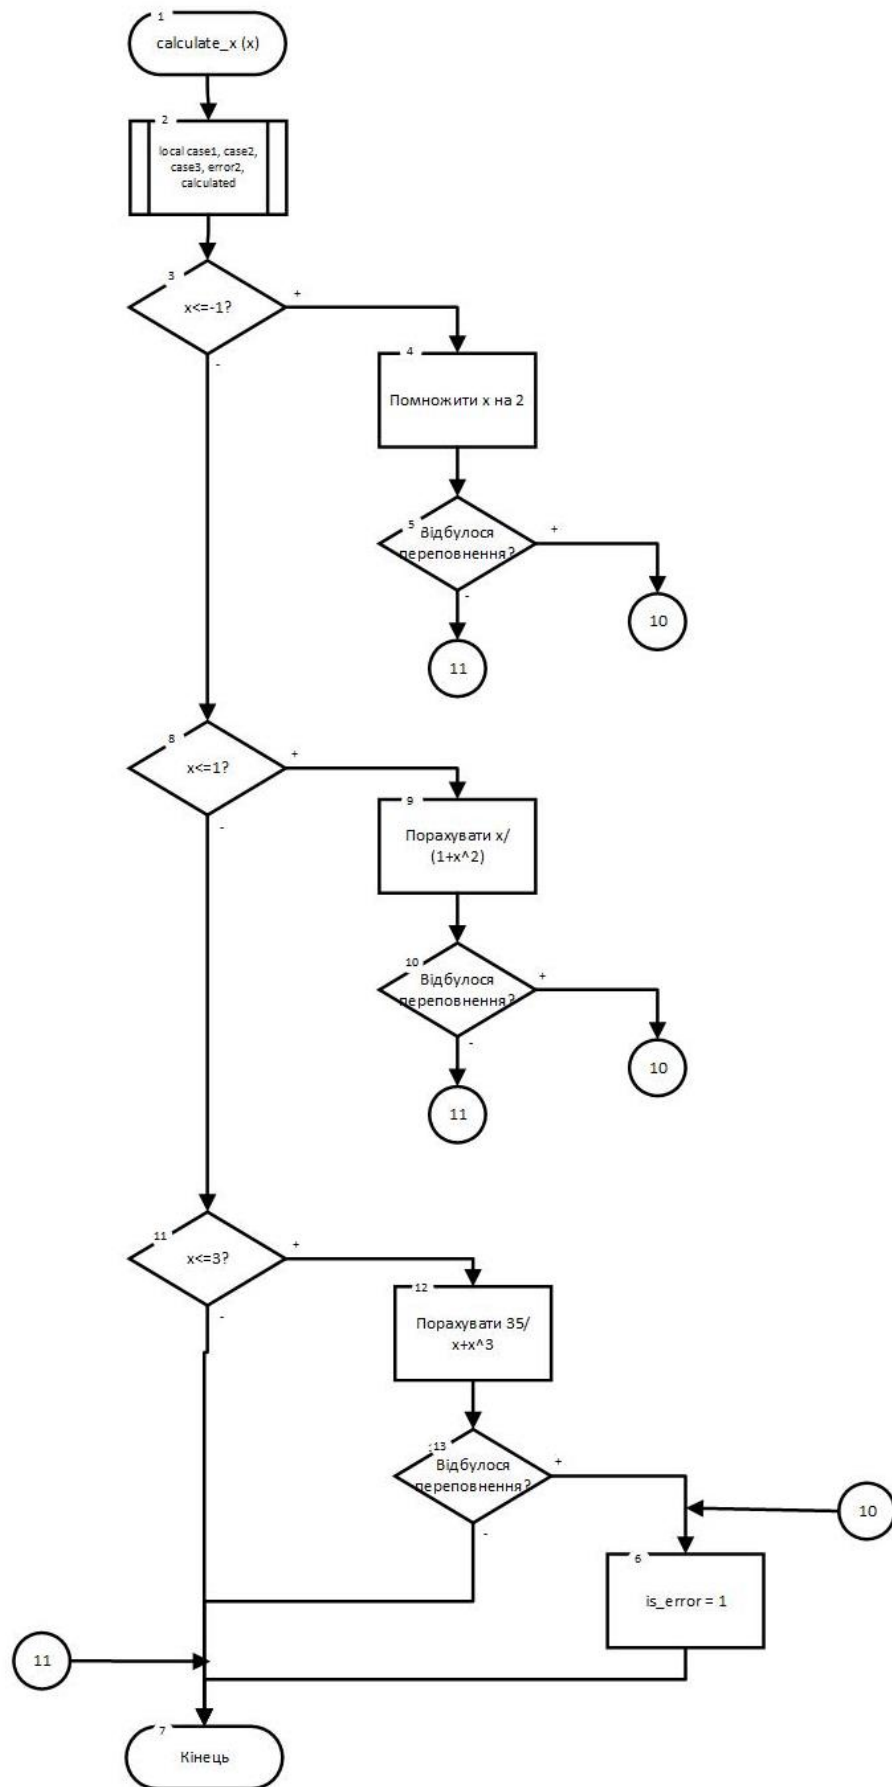 1
calculate_x (x)
2
local case1, case2,
case3, error2,
calculated
3
x<=-1?
+
-
4
Помножити x на 2
5
Відбулося
переповнення?
+
-
10
11
8
x<=1?
+
-
9
Порахувати x/
(1+x^2)
10
Відбулося
переповнення?
+
-
10
11
11
x<=3?
+
-
12
Порахувати 35/
x+x^3
13
Відбулося
переповнення?
+
-
10
6
is_error = 1
11
7
Кінець